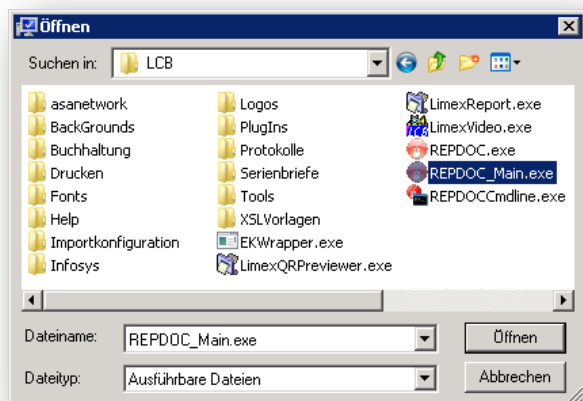 Öffnen
Suchen in: LCB
asanetwork
BackGrounds
Buchhaltung
Drucken
Fonts
Help
Importkonfiguration
Infosys
Logos
PlugIns
Protokolle
Serienbriefe
Tools
XSLVorlagen
EKWrapper.exe
LimexQRPreviewer.exe
LimexReport.exe
LimexVideo.exe
REPDOC.exe
REPDOC_Main.exe
REPDOCCmdline.exe
Dateiname: REPDOC_Main.exe Öffnen
Dateityp: Ausführbare Dateien Abbrechen